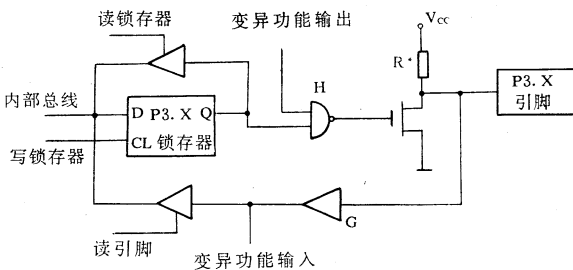 读锁存器
变异功能输出
Vcc
R*
H
P3.X
引脚
内部总线
D P3.X Q
CL 锁存器
写锁存器
G
读引脚
变异功能输入